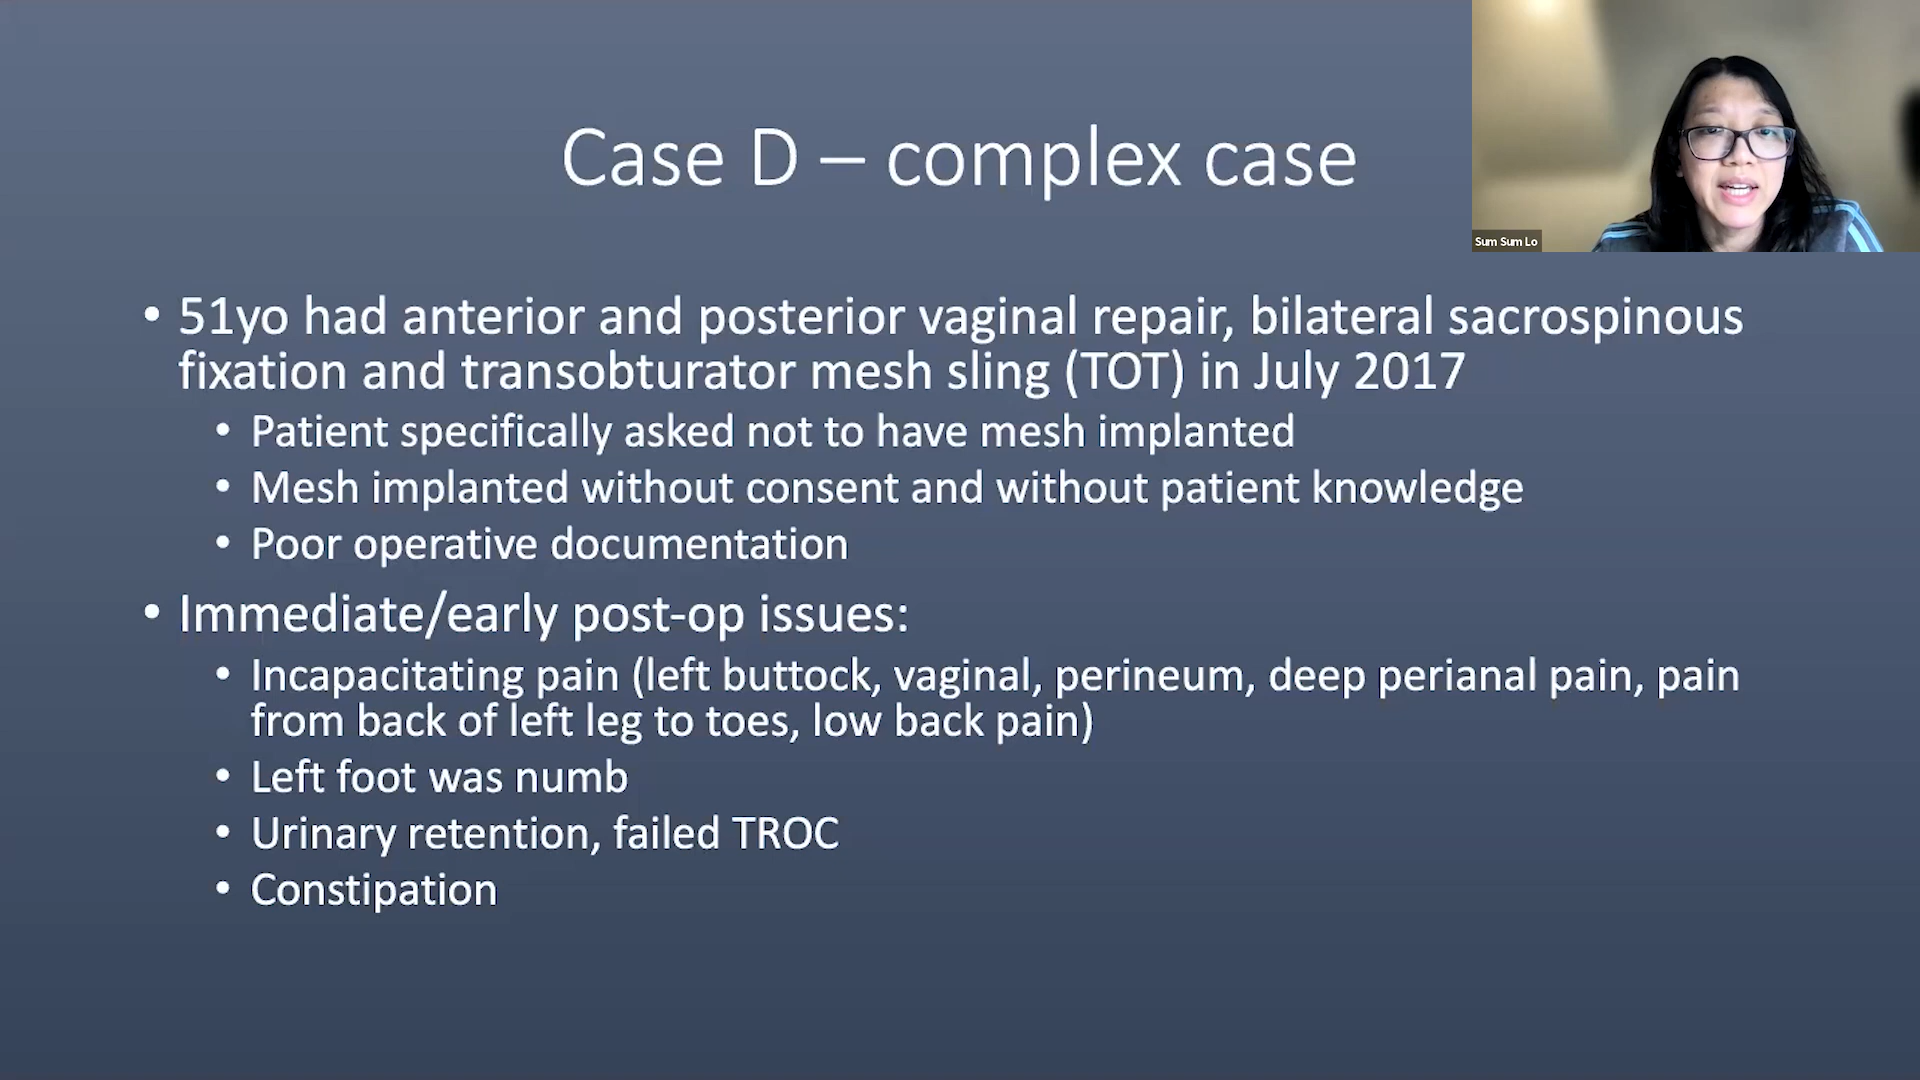 Case D – complex case
Sum Sum Lo
• 51yo had anterior and posterior vaginal repair, bilateral sacrospinous
fixation and transobturator mesh sling (TOT) in July 2017
• Patient specifically asked not to have mesh implanted
• Mesh implanted without consent and without patient knowledge
• Poor operative documentation
• Immediate/early post-op issues:
• Incapacitating pain (left buttock, vaginal, perineum, deep perianal pain, pain
from back of left leg to toes, low back pain)
• Left foot was numb
• Urinary retention, failed TROC
• Constipation